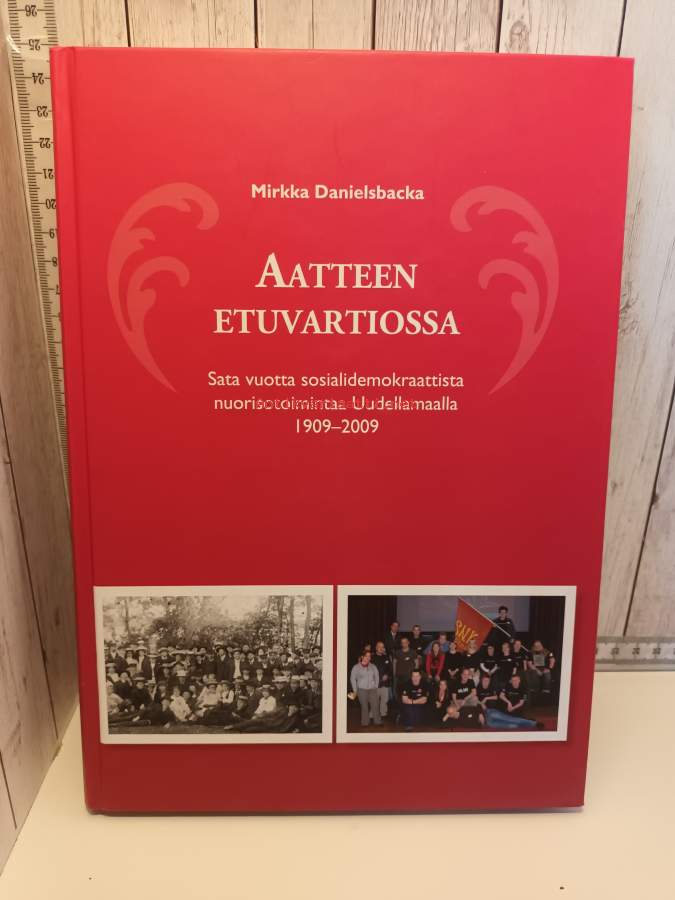 Mirkka Danielsbacka
AATTEEN
ETUVARTIOSSA
Sata vuotta sosialidemokraattista
nuorisotoimintaa Uudellamaalla
1909–2009